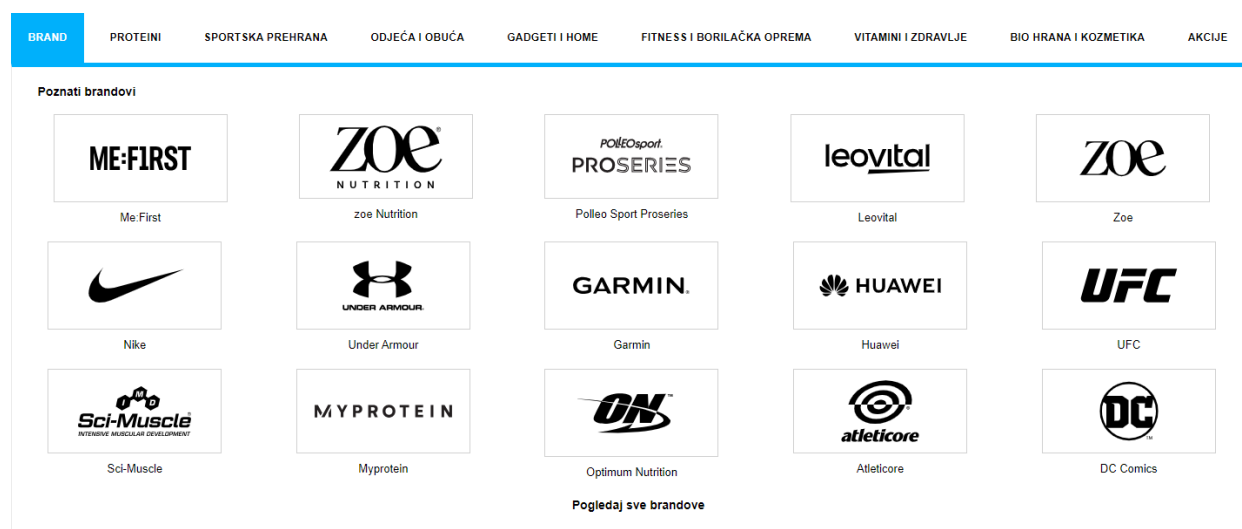 BRAND PROTEINI SPORTSKA PREHRANA ODJEĆA I OBUĆA GADGETI I HOME FITNESS I BORILAČKA OPREMA VITAMINI I ZDRAVLJE BIO HRANA I KOZMETIKA AKCIJE
Poznati brandovi
ME:F1RST
Me:First
ZOE®
NUTRITION
zoe Nutrition
POLLEOsport.
PROSERIES
Polleo Sport Proseries
leovital
Leovital
ZOE
Zoe
Nike
UNDER ARMOUR.
Under Armour
GARMIN®
Garmin
HUAWEI
Huawei
UFC
UFC
IMD
Sci-Muscle®
INTENSIVE MUSCULAR DEVELOPMENT
Sci-Muscle
MYPROTEIN
Myprotein
ON™
Optimum Nutrition
atleticore®
Atleticore
DC™
DC Comics
Pogledaj sve brandove